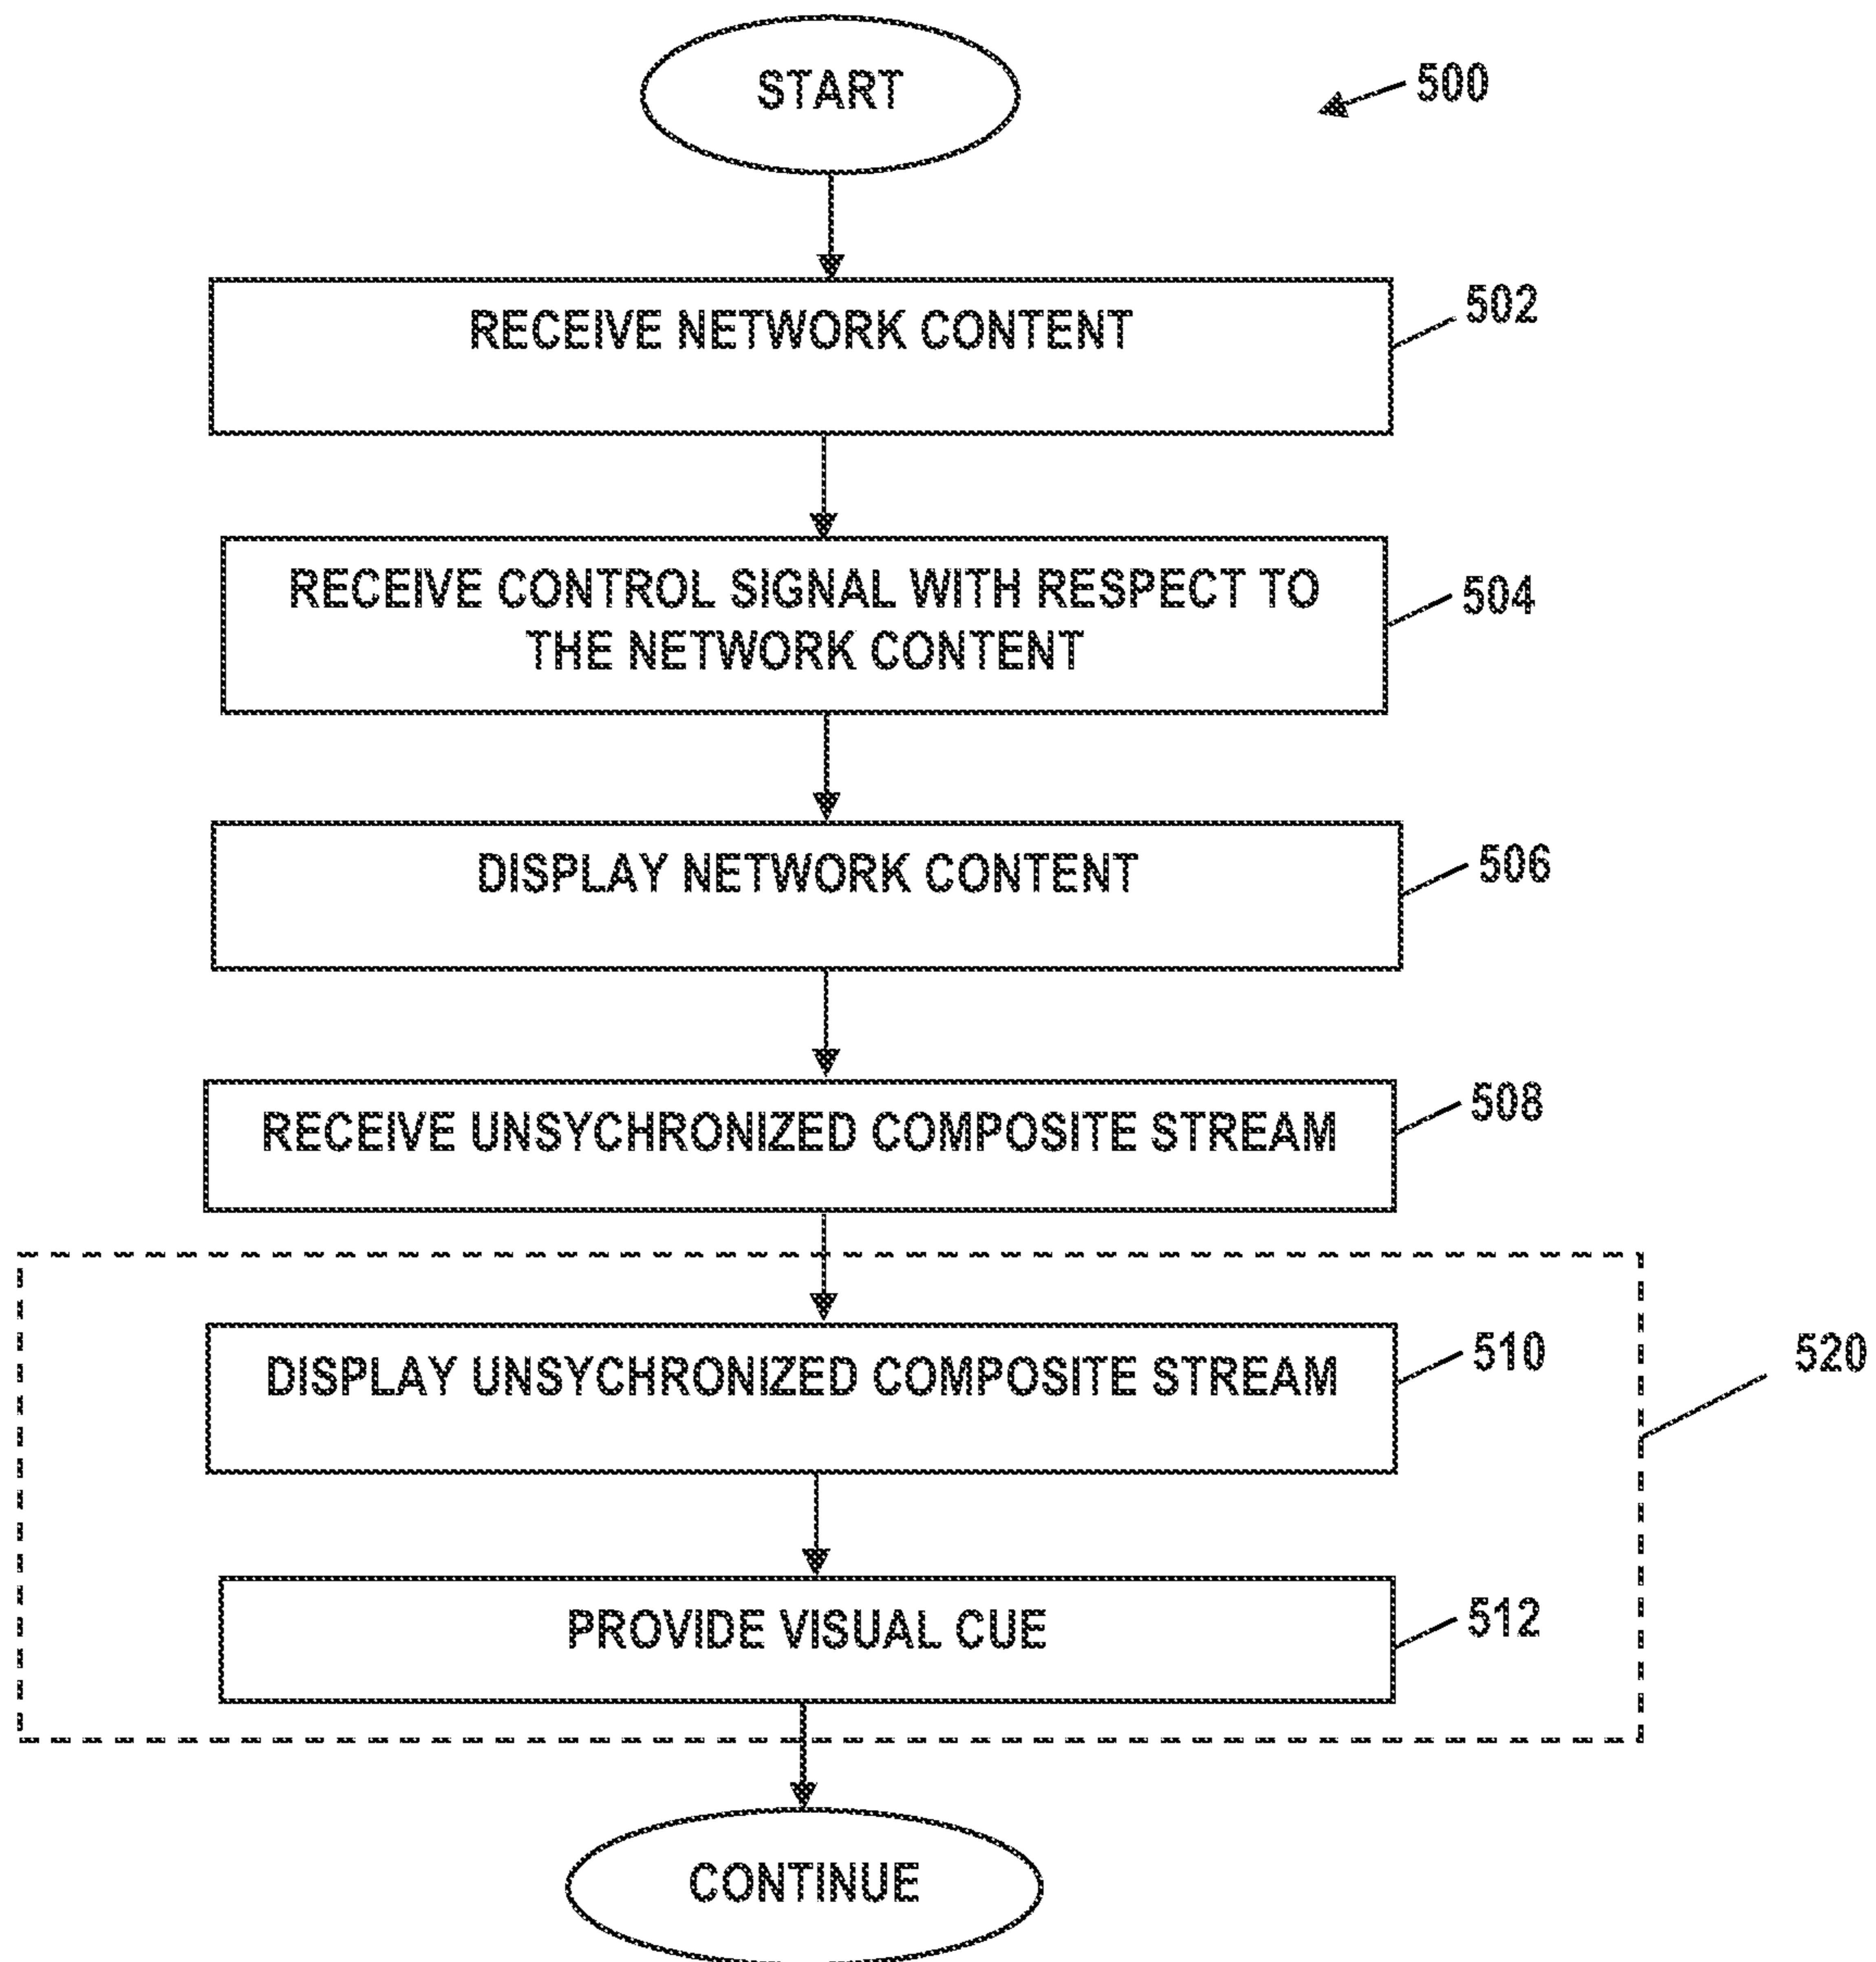 START
500
RECEIVE NETWORK CONTENT
502
RECEIVE CONTROL SIGNAL WITH RESPECT TO
THE NETWORK CONTENT
504
DISPLAY NETWORK CONTENT
506
RECEIVE UNSYCHRONIZED COMPOSITE STREAM
508
DISPLAY UNSYCHRONIZED COMPOSITE STREAM
510
520
PROVIDE VISUAL CUE
512
CONTINUE